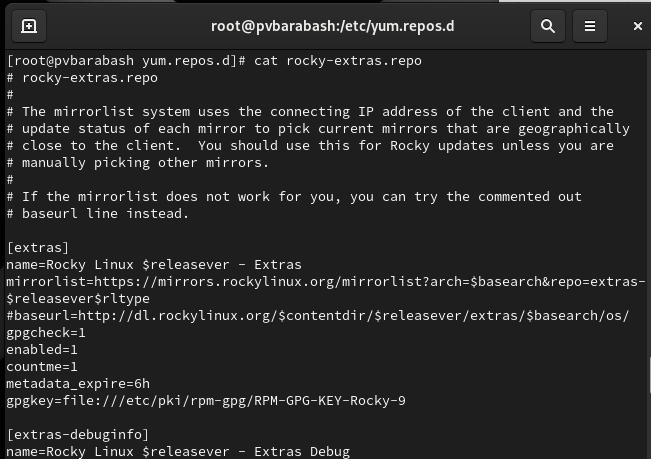 root@pvbarabash:/etc/yum.repos.d
[root@pvbarabash yum.repos.d]# cat rocky-extras.repo
# rocky-extras.repo
#
# The mirrorlist system uses the connecting IP address of the client and the
# update status of each mirror to pick current mirrors that are geographically
# close to the client.  You should use this for Rocky updates unless you are
# manually picking other mirrors.
#
# If the mirrorlist does not work for you, you can try the commented out
# baseurl line instead.

[extras]
name=Rocky Linux $releasever - Extras
mirrorlist=https://mirrors.rockylinux.org/mirrorlist?arch=$basearch&repo=extras-
$releasever$rltype
#baseurl=http://dl.rockylinux.org/$contentdir/$releasever/extras/$basearch/os/
gpgcheck=1
enabled=1
countme=1
metadata_expire=6h
gpgkey=file:///etc/pki/rpm-gpg/RPM-GPG-KEY-Rocky-9

[extras-debuginfo]
name=Rocky Linux $releasever - Extras Debug